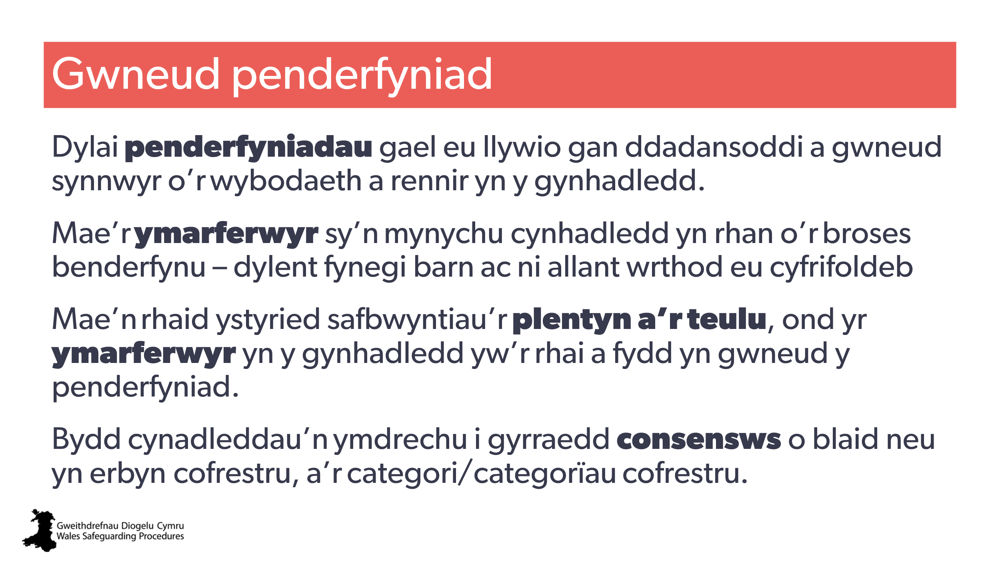 Gwneud penderfyniad
Dylai penderfyniadau gael eu llywio gan ddadansoddi a gwneud
synnwyr o’r wybodaeth a rennir yn y gynhadledd.
Mae’r ymarferwyr sy’n mynychu cynhadledd yn rhan o’r broses
benderfynu – dylent fynegi barn ac ni allant wrthod eu cyfrifoldeb
Mae’n rhaid ystyried safbwyntiau’r plentyn a’r teulu, ond yr
ymarferwyr yn y gynhadledd yw’r rhai a fydd yn gwneud y
penderfyniad.
Bydd cynadleddau’n ymdrechu i gyrraedd consensws o blaid neu
yn erbyn cofrestru, a’r categori/categorïau cofrestru.
Gweithdrefnau Diogelu Cymru
Wales Safeguarding Procedures